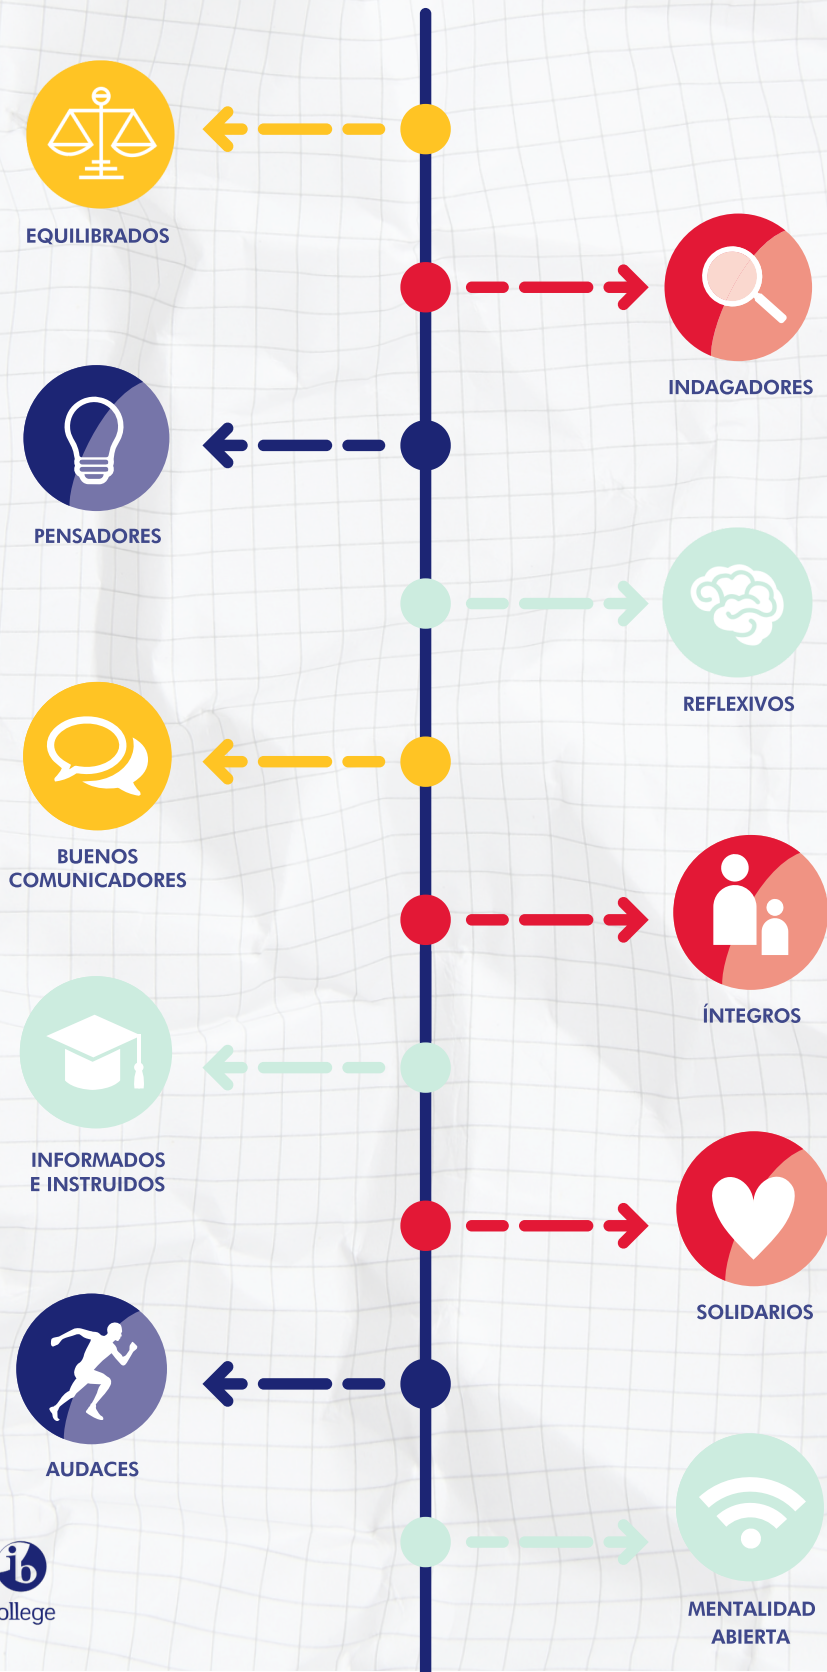 EQUILIBRADOS
INDAGADORES
PENSADORES
REFLEXIVOS
BUENOS
COMUNICADORES
ÍNTEGROS
INFORMADOS
E INSTRUIDOS
SOLIDARIOS
AUDACES
ib
ollege
MENTALIDAD
ABIERTA